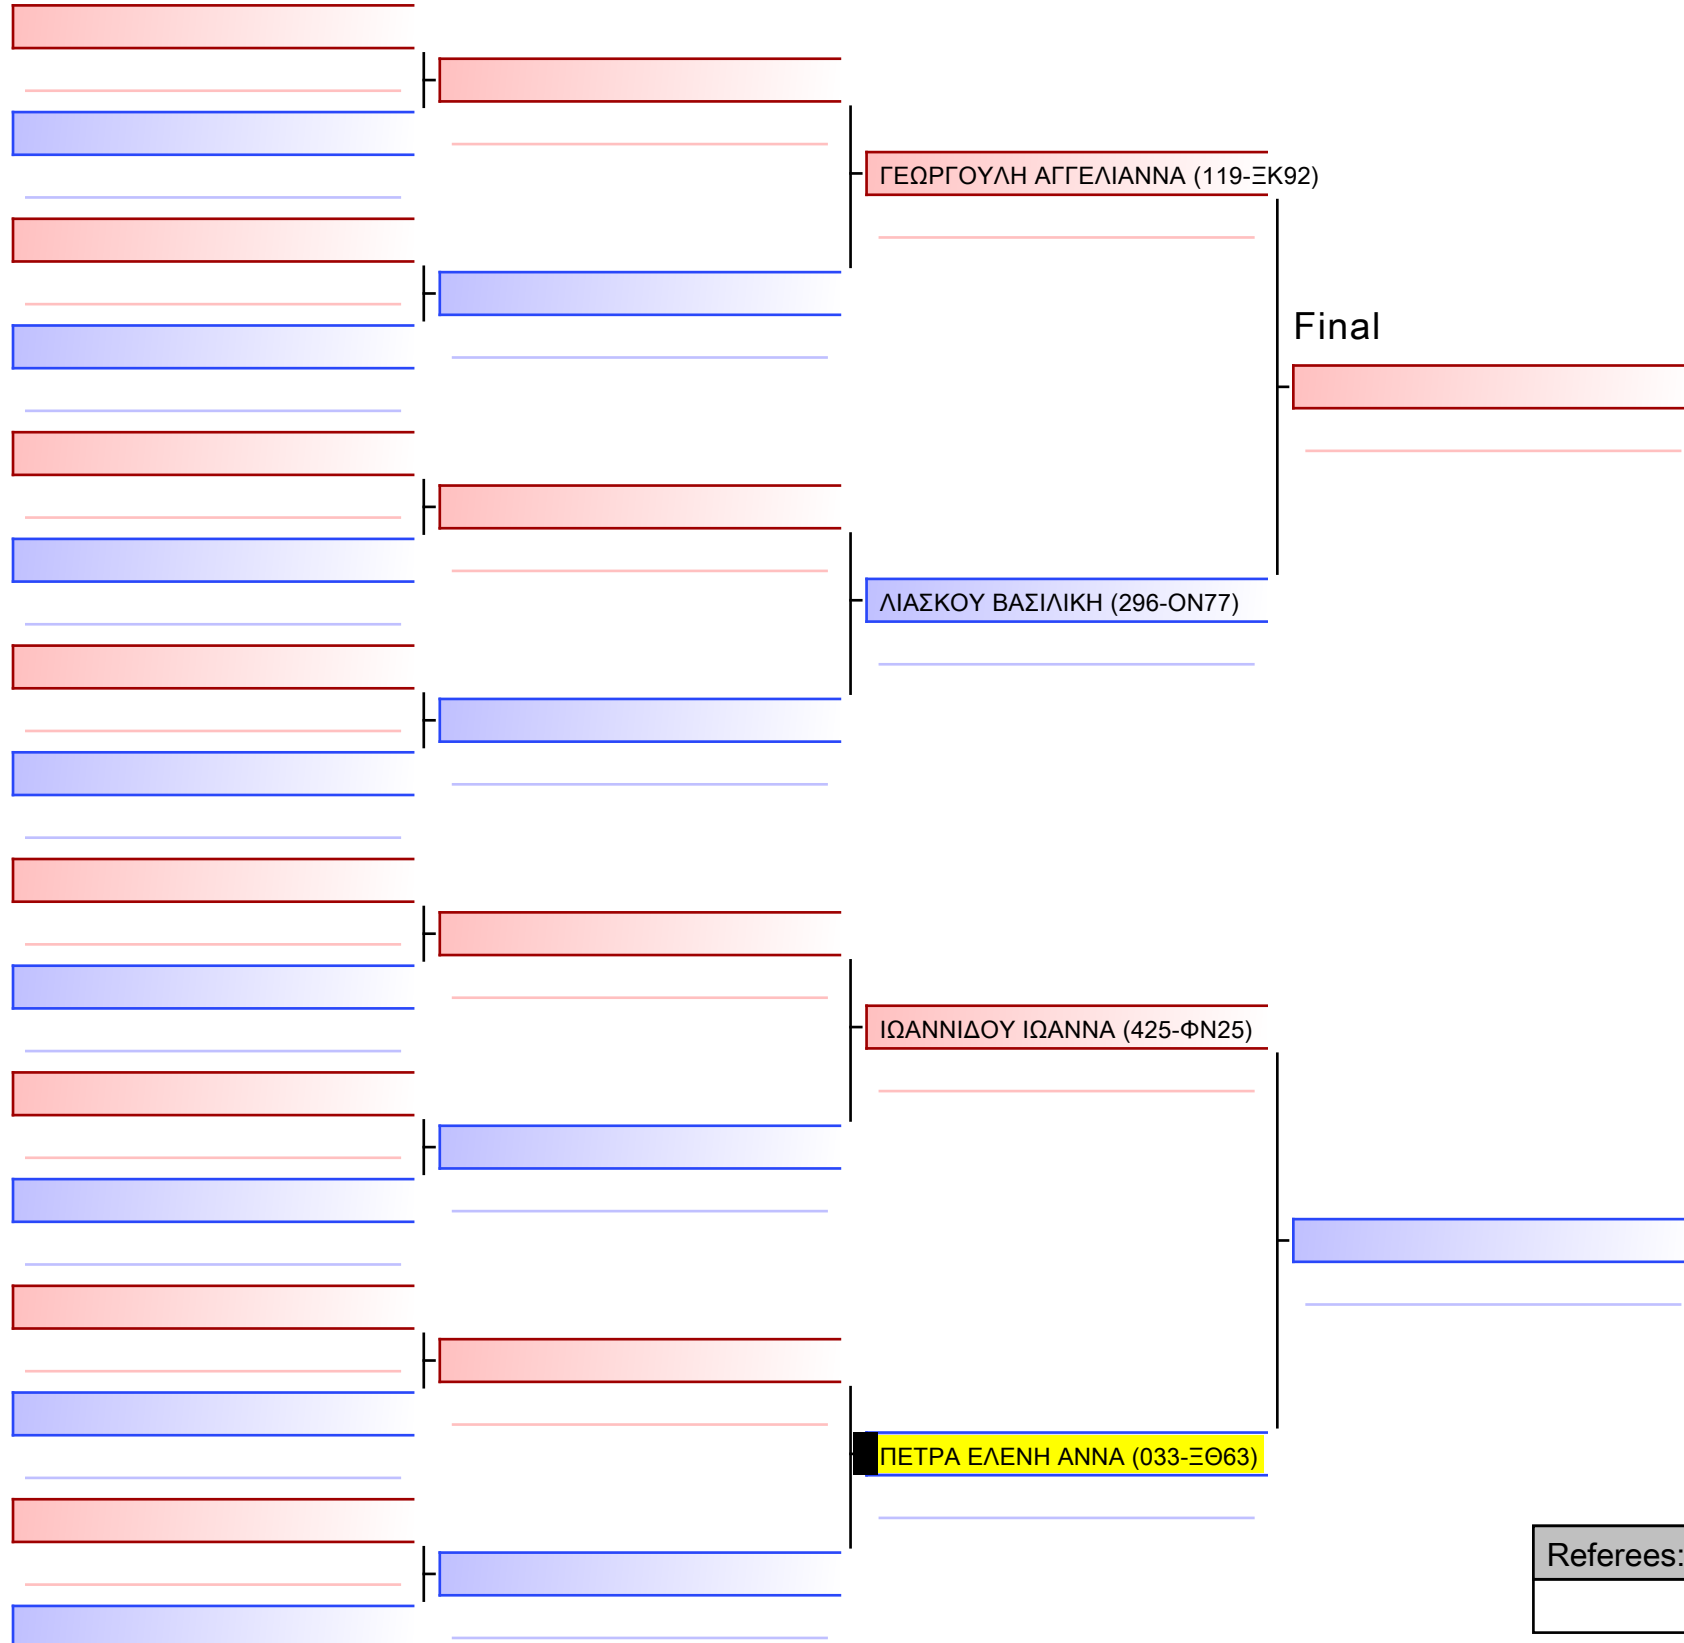 ΓΕΩΡΓΟΥΛΗ ΑΓΓΕΛΙΑΝΝΑ (119-ΞΚ92)
Final
ΛΙΑΣΚΟΥ ΒΑΣΙΛΙΚΗ (296-ΟΝ77)
ΙΩΑΝΝΙΔΟΥ ΙΩΑΝΝΑ (425-ΦΝ25)
ΠΕΤΡΑ ΕΛΕΝΗ ΑΝΝΑ (033-ΞΘ63)
Referees: